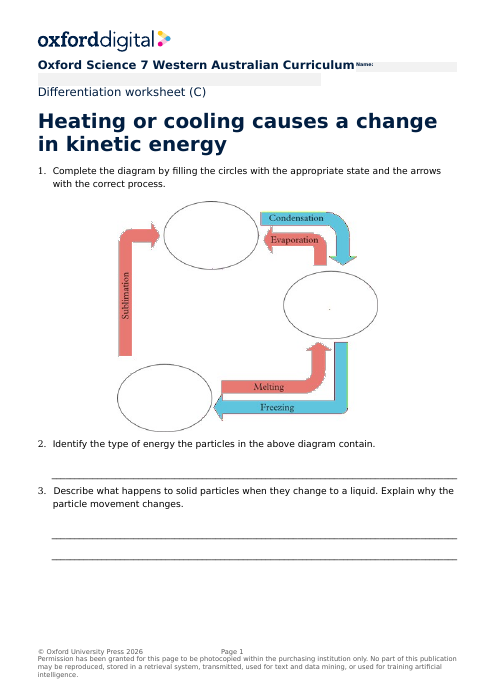 oxforddigital
Oxford Science 7 Western Australian Curriculum Name:
Differentiation worksheet (C)
Heating or cooling causes a change
in kinetic energy
1. Complete the diagram by filling the circles with the appropriate state and the arrows
with the correct process.
Condensation
Evaporation
Sublimation
Melting
Freezing
2. Identify the type of energy the particles in the above diagram contain.
3. Describe what happens to solid particles when they change to a liquid. Explain why the
particle movement changes.
© Oxford University Press 2026 Page 1
Permission has been granted for this page to be photocopied within the purchasing institution only. No part of this publication
may be reproduced, stored in a retrieval system, transmitted, used for text and data mining, or used for training artificial
intelligence.